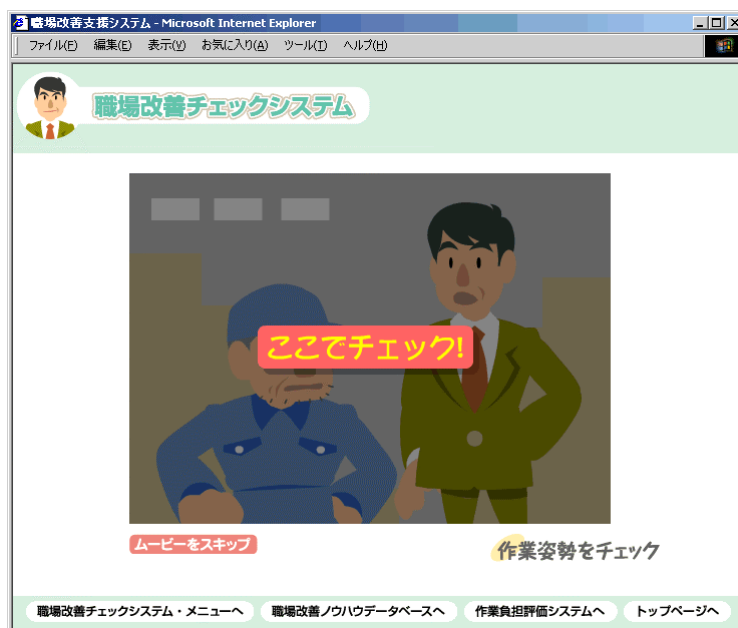 職場改善支援システム - Microsoft Internet Explorer
ファイル(F) 編集(E) 表示(V) お気に入り(A) ツール(T) ヘルプ(H)
職場改善チェックシステム
ここでチェック!
ムービーをスキップ
作業姿勢をチェック
職場改善チェックシステム・メニューへ 職場改善ノウハウデータベースへ 作業負担評価システムへ トップページへ